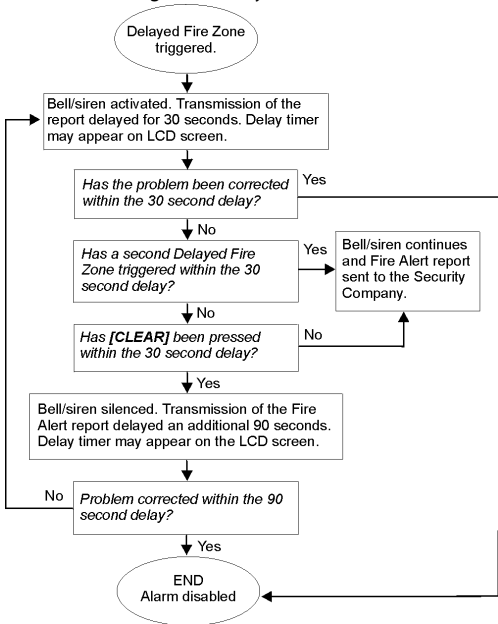 Delayed Fire Zone
triggered.
Bell/siren activated. Transmission of the
report delayed for 30 seconds. Delay timer
may appear on LCD screen.
Has the problem been corrected
within the 30 second delay?
Yes
No
Has a second Delayed Fire
Zone triggered within the 30
second delay?
Yes
Bell/siren continues
and Fire Alert report
sent to the Security
Company.
No
Has [CLEAR] been pressed
within the 30 second delay?
No
Yes
Bell/siren silenced. Transmission of the Fire
Alert report delayed an additional 90 seconds.
Delay timer may appear on the LCD screen.
No
Problem corrected within the 90
second delay?
Yes
END
Alarm disabled